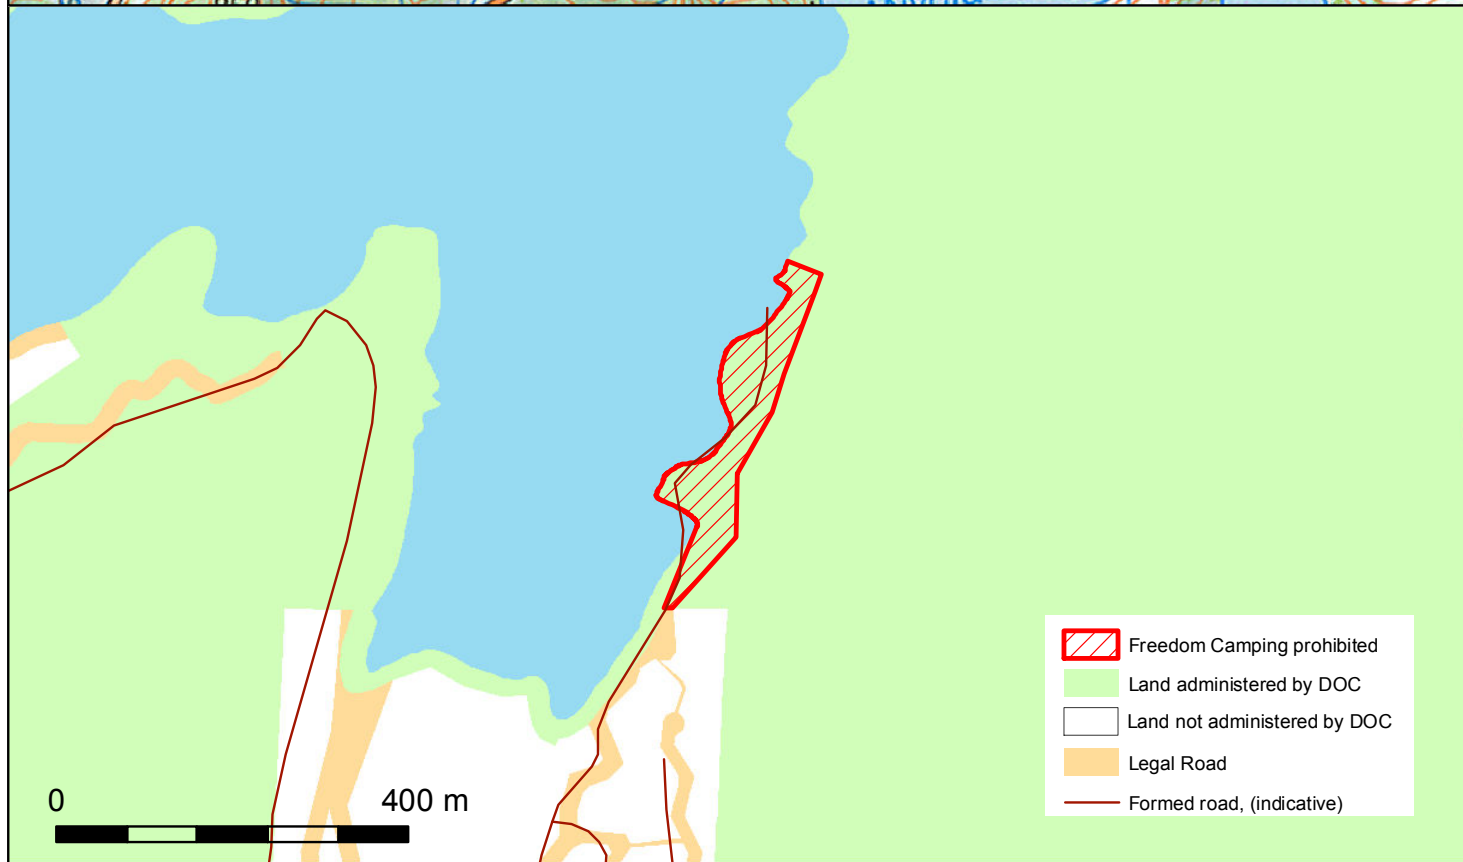 Freedom Camping prohibited
Land administered by DOC
Land not administered by DOC
Legal Road
Formed road, (indicative)
0 400 m